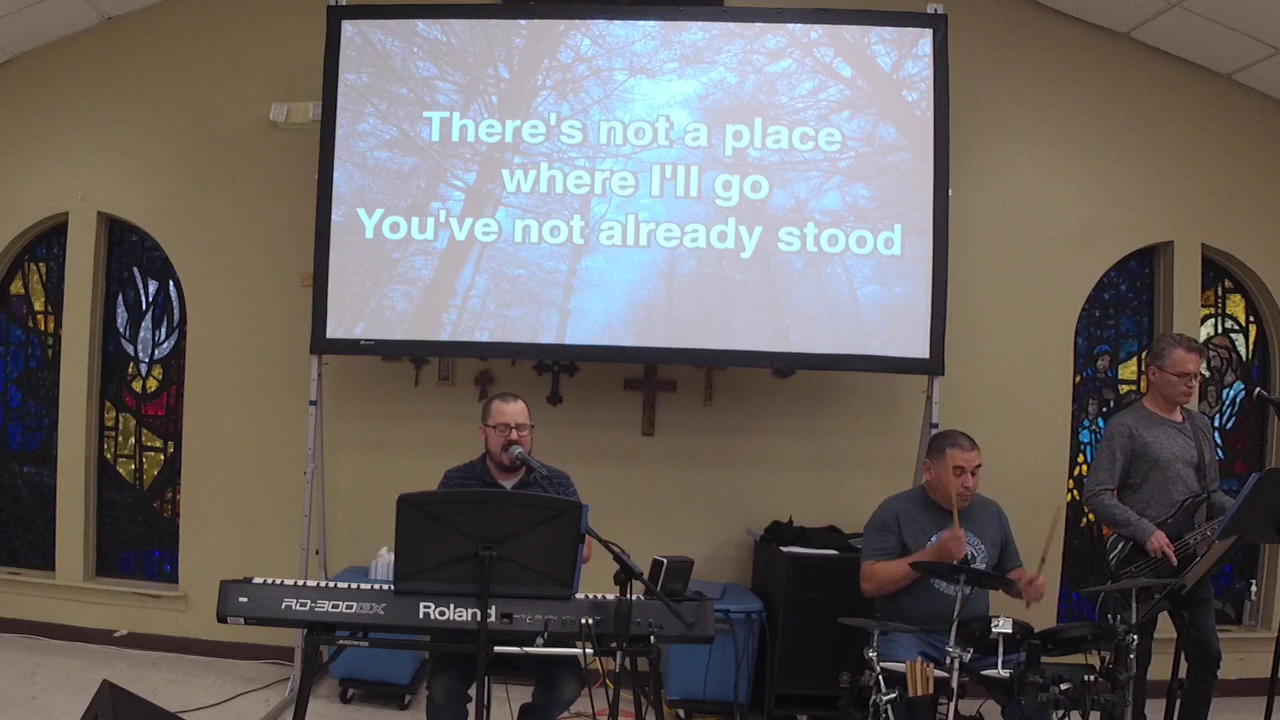 There's not a place
where I'll go
You've not already stood
RD-300GX
Roland